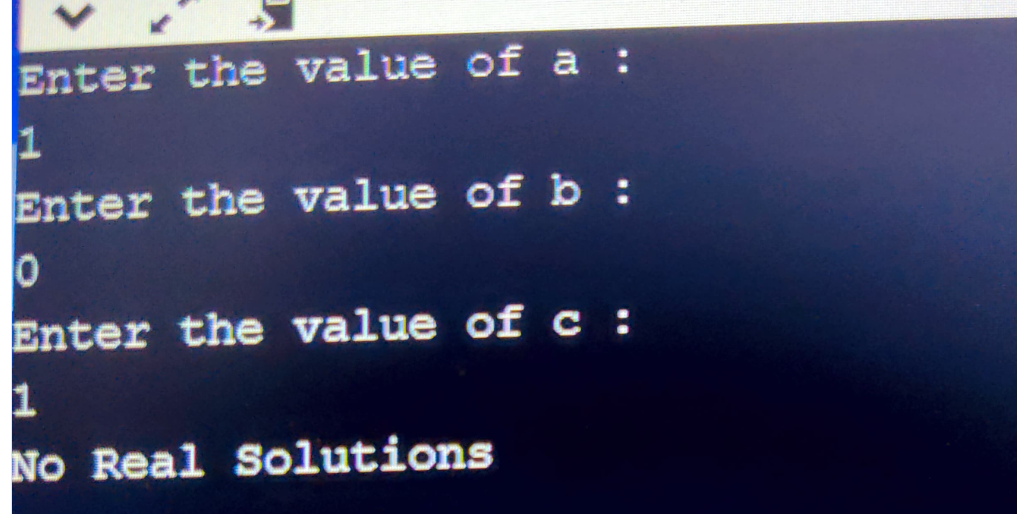 Enter the value of a :
1
Enter the value of b :
0
Enter the value of c :
1
No Real Solutions